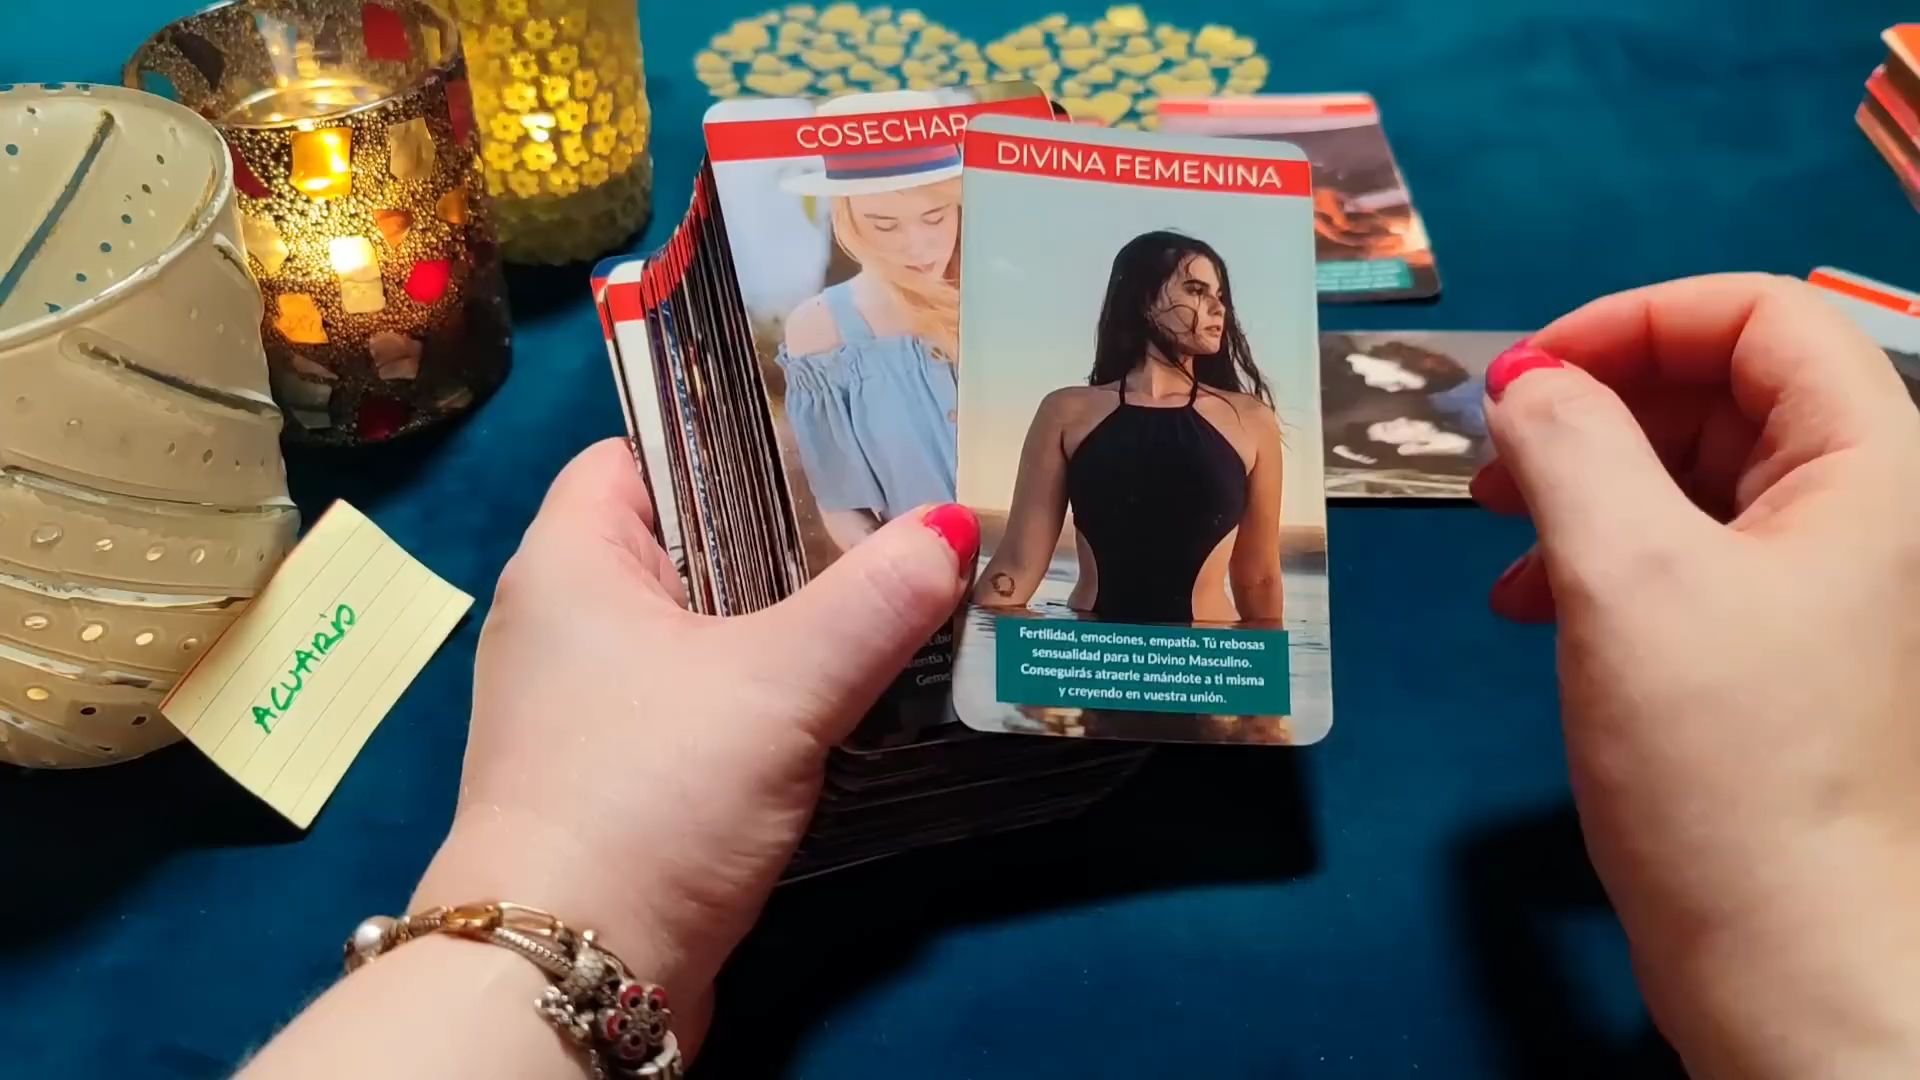 COSECHAR
DIVINA FEMENINA
Fertilidad, emociones, empatía. Tú rebosas
sensualidad para tu Divino Masculino.
Conseguirás atraerle amándote a ti misma
y creyendo en vuestra unión.
ACUARIO